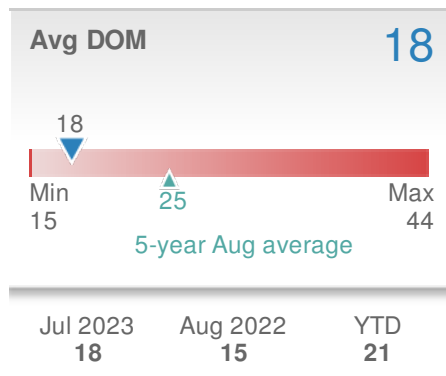 Avg DOM 18
18
Min Max
15 25 44
5-year Aug average
Jul 2023 Aug 2022 YTD
18 15 21